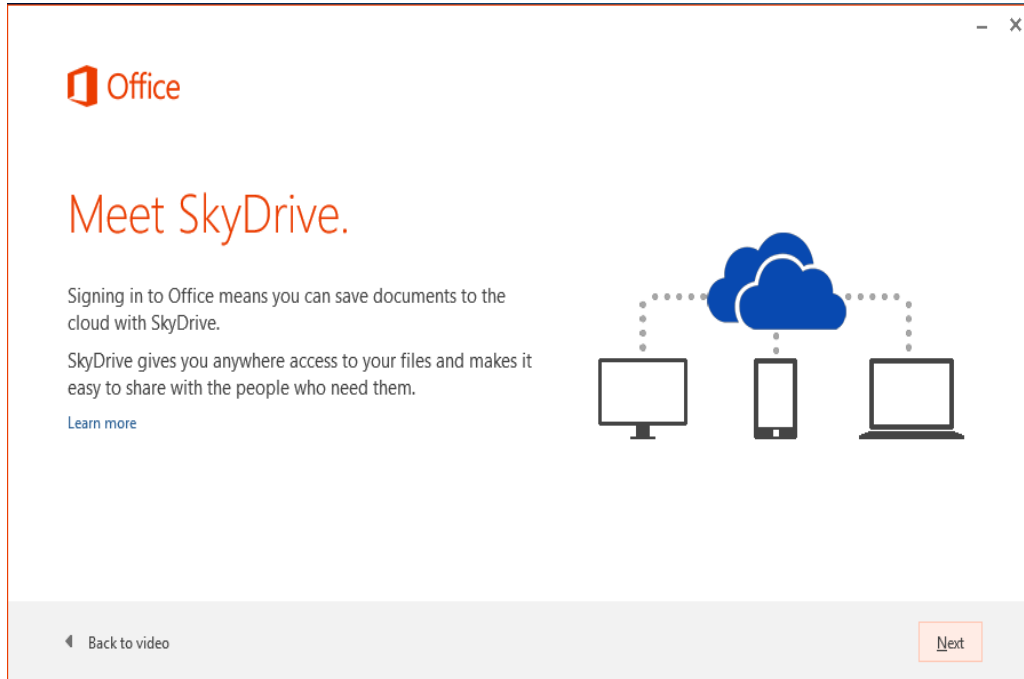 Office
Meet SkyDrive.
Signing in to Office means you can save documents to the
cloud with SkyDrive.
SkyDrive gives you anywhere access to your files and makes it
easy to share with the people who need them.
Learn more
Back to video
Next